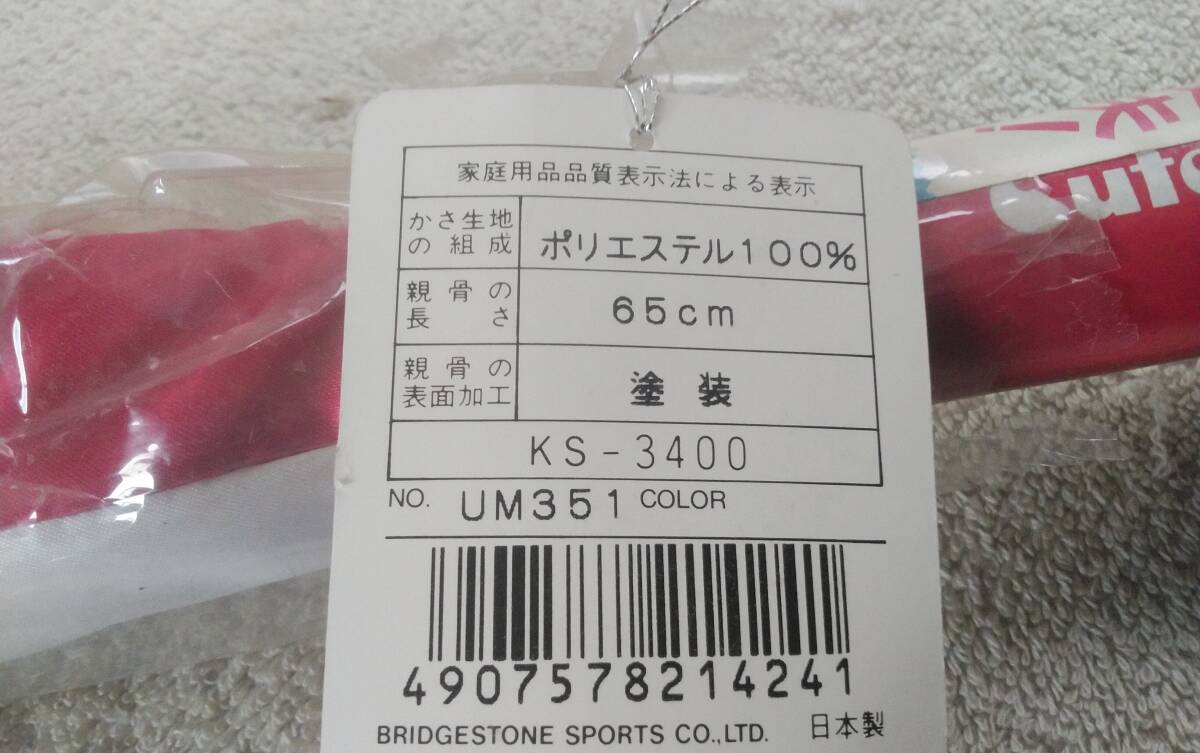 家庭用品品質表示法による表示
かさ生地
の組成
ポリエステル100%
親骨の
長さ
65cm
親骨の
表面加工
塗装
KS-3400
NO. UM351 COLOR
4907578214241
BRIDGESTONE SPORTS CO.,LTD. 日本製